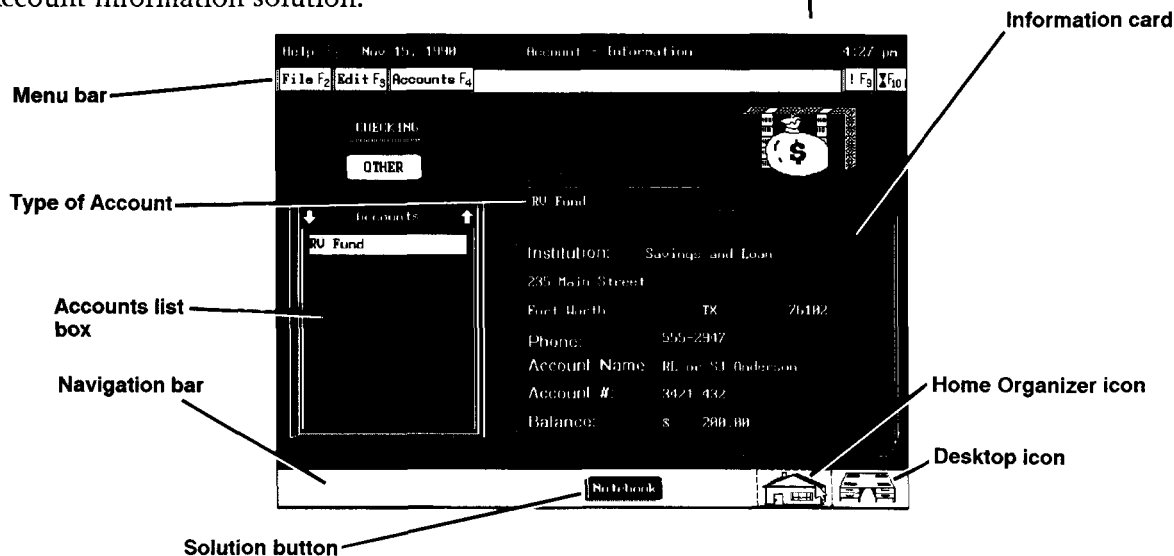 Account Information solution.
Information card
Help Nov 15, 1990 Account - Information 4:27 pm
File F2 Edit F3 Accounts F4 ! F9 F10
Menu bar
CHECKING
OTHER
$
Type of Account
RV Fund
Accounts
RV Fund
Institution: Savings and Loan
235 Main Street
Accounts list
box
Fort Worth TX 76102
Phone: 555-2947
Account Name RL or SJ Anderson
Navigation bar
Account #: 3421-432
Home Organizer icon
Balance: $ 200.00
Desktop icon
Notebook
Solution button